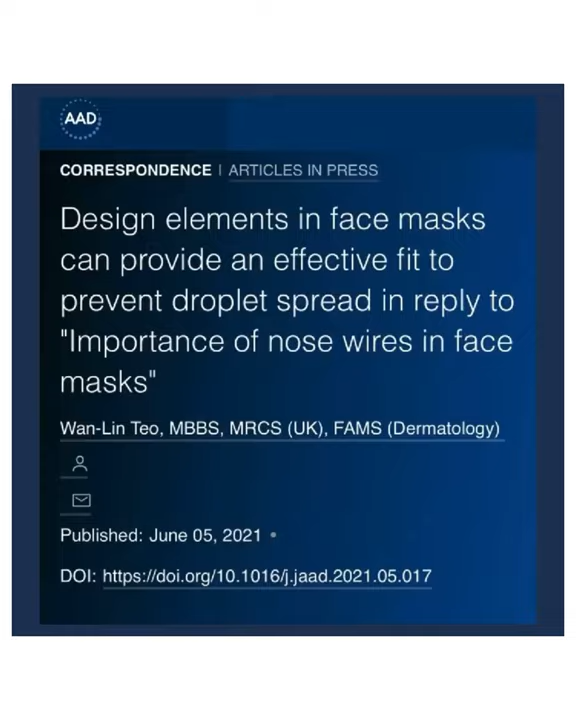 AAD
CORRESPONDENCE | ARTICLES IN PRESS
Design elements in face masks
can provide an effective fit to
prevent droplet spread in reply to
"Importance of nose wires in face
masks"
Wan-Lin Teo, MBBS, MRCS (UK), FAMS (Dermatology)
Published: June 05, 2021 •
DOI: https://doi.org/10.1016/j.jaad.2021.05.017